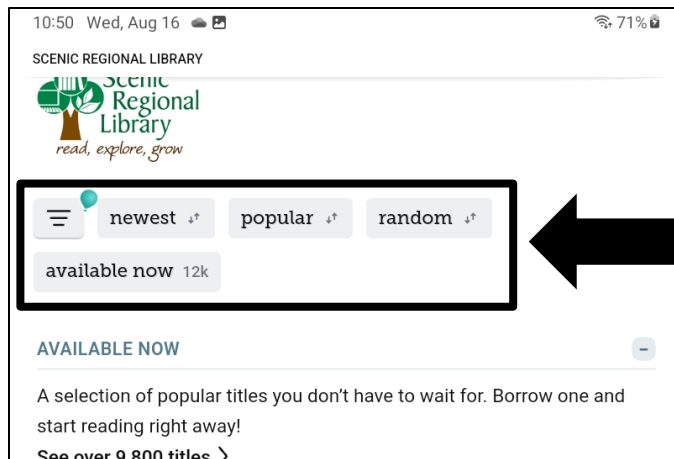 10:50 Wed, Aug 16 71%
SCENIC REGIONAL LIBRARY
Scenic
Regional
Library
read, explore, grow
newest popular random
available now 12k
AVAILABLE NOW
A selection of popular titles you don’t have to wait for. Borrow one and
start reading right away!
See over 9,800 titles